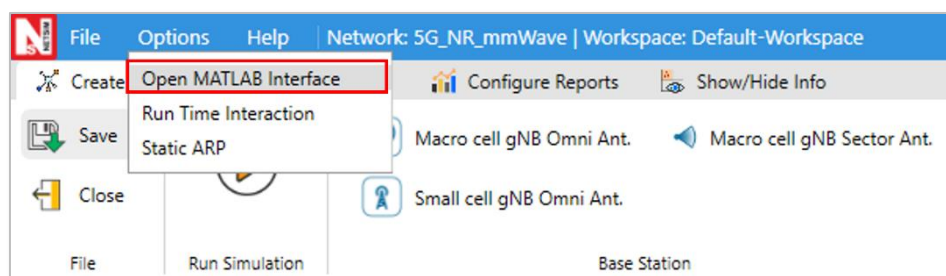 NETSIM
File Options Help Network: 5G_NR_mmWave | Workspace: Default-Workspace
Create Open MATLAB Interface Configure Reports Show/Hide Info
Run Time Interaction
Save Static ARP Macro cell gNB Omni Ant. Macro cell gNB Sector Ant.
Close Small cell gNB Omni Ant.
File Run Simulation Base Station